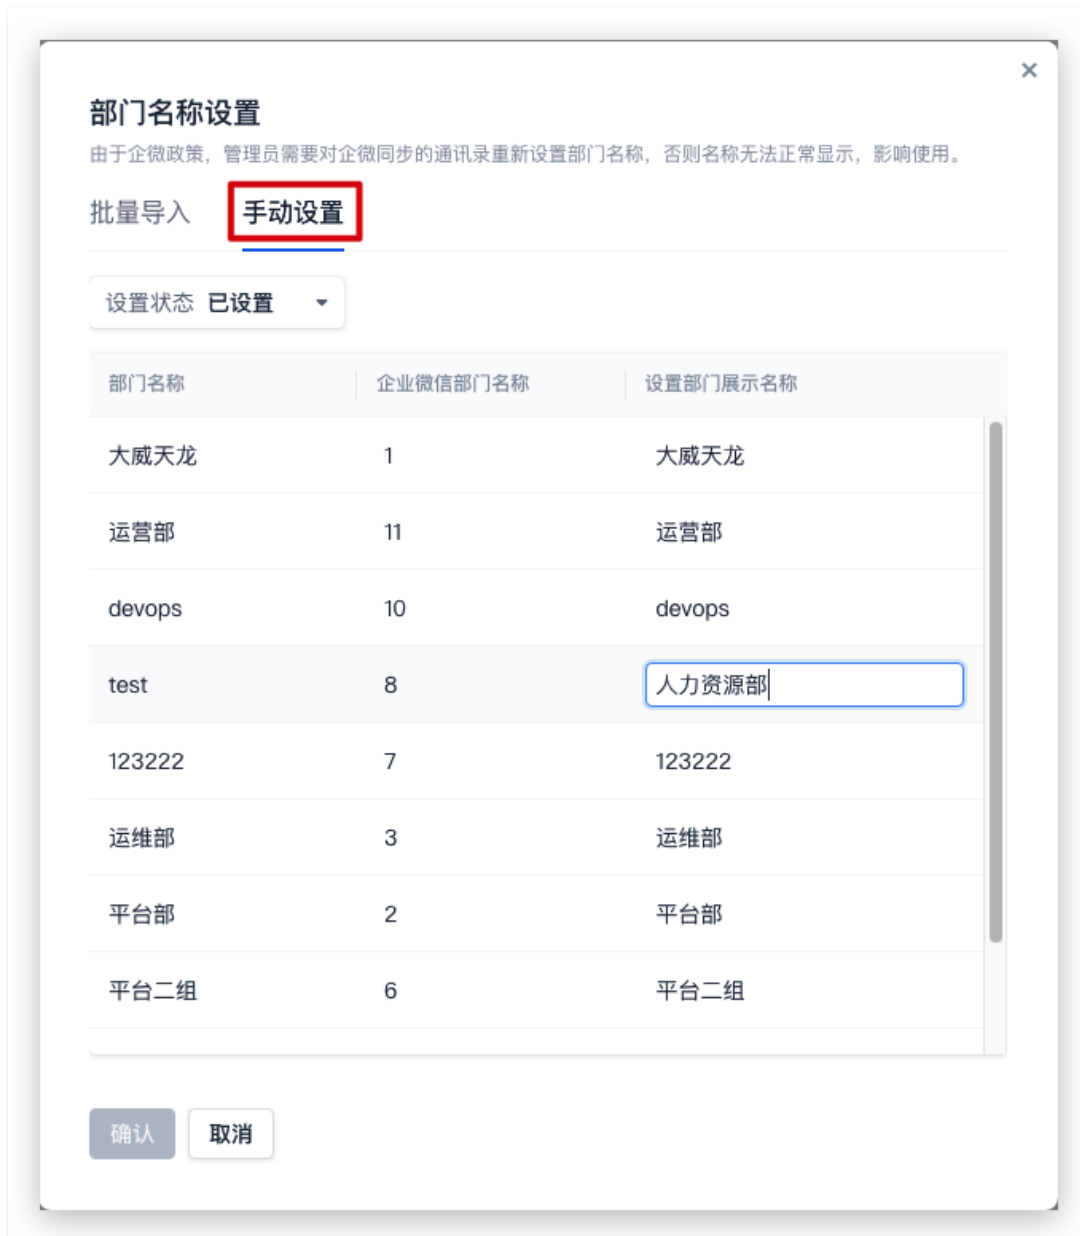 部门名称设置
由于企微政策，管理员需要对企微同步的通讯录重新设置部门名称，否则名称无法正常显示，影响使用。
批量导入 手动设置
设置状态 已设置
部门名称 企业微信部门名称 设置部门展示名称
大威天龙 1 大威天龙
运营部 11 运营部
devops 10 devops
test 8 人力资源部
123222 7 123222
运维部 3 运维部
平台部 2 平台部
平台二组 6 平台二组
确认 取消